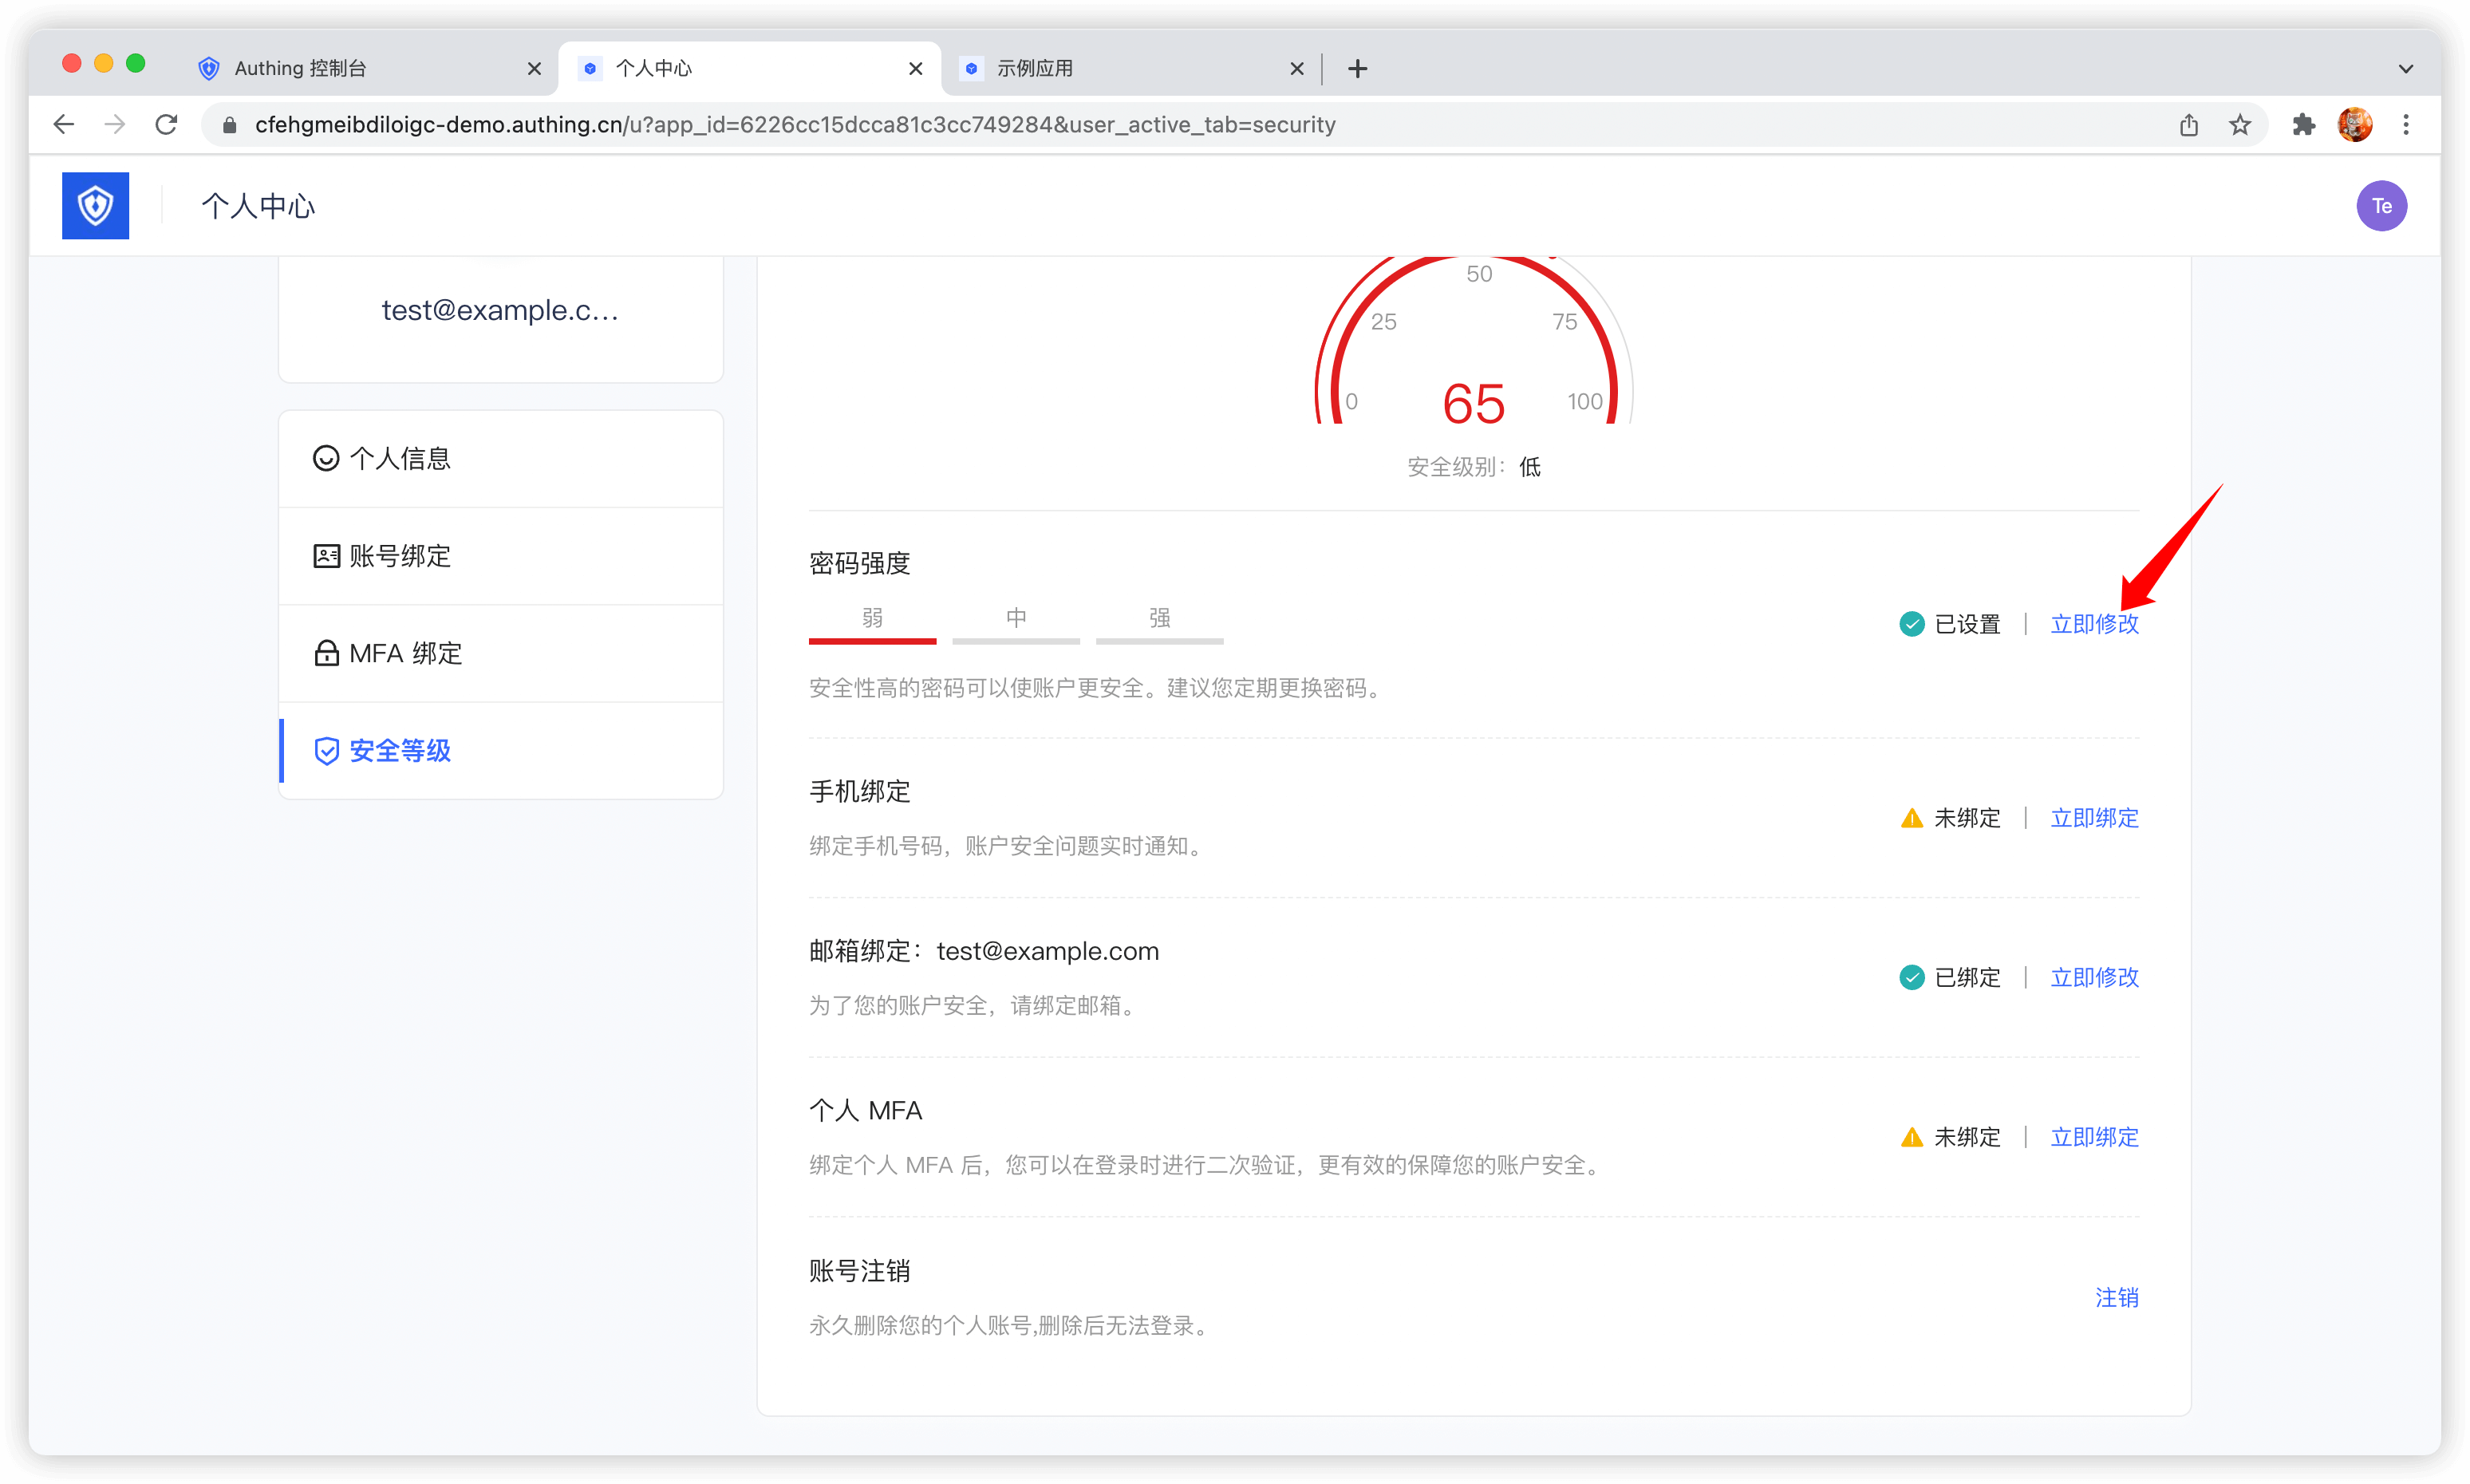 Authing 控制台
个人中心
示例应用
cfehgmeibdiloigc-demo.authing.cn/u?app_id=6226cc15dcca81c3cc749284&user_active_tab=security
个人中心
Te
test@example.c...
个人信息
账号绑定
MFA 绑定
安全等级
50
25
75
0
65
100
安全级别：低
密码强度
弱
中
强
已设置
立即修改
安全性高的密码可以使账户更安全。建议您定期更换密码。
手机绑定
未绑定
立即绑定
绑定手机号码，账户安全问题实时通知。
邮箱绑定：test@example.com
已绑定
立即修改
为了您的账户安全，请绑定邮箱。
个人 MFA
未绑定
立即绑定
绑定个人 MFA 后，您可以在登录时进行二次验证，更有效的保障您的账户安全。
账号注销
注销
永久删除您的个人账号,删除后无法登录。